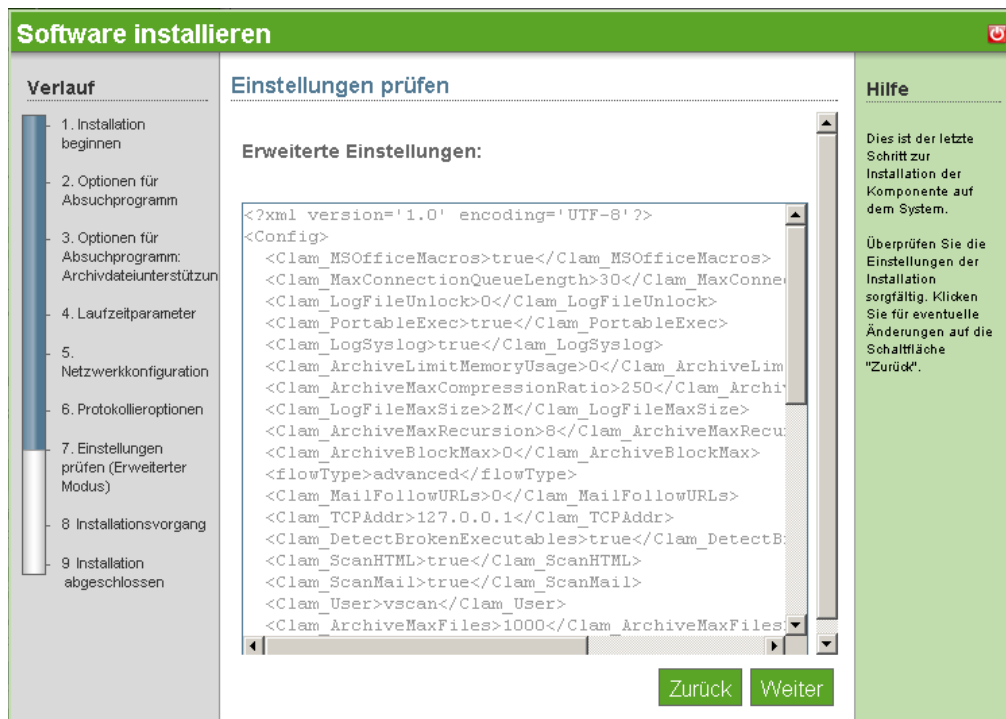 Software installieren
Verlauf
1. Installation
beginnen
2. Optionen für
Absuchprogramm
3. Optionen für
Absuchprogramm:
Archivdateiunterstützun
4. Laufzeitparameter
5.
Netzwerkkonfiguration
6. Protokollieroptionen
7. Einstellungen
prüfen (Erweiterter
Modus)
8 Installationsvorgang
9 Installation
abgeschlossen
Einstellungen prüfen
Erweiterte Einstellungen:
<?xml version='1.0' encoding='UTF-8'?>
<Config>
<Clam_MSOfficeMacros>true</Clam_MSOfficeMacros>
<Clam_MaxConnectionQueueLength>30</Clam_MaxConne
<Clam_LogFileUnlock>0</Clam_LogFileUnlock>
<Clam_PortableExec>true</Clam_PortableExec>
<Clam_LogSyslog>true</Clam_LogSyslog>
<Clam_ArchiveLimitMemoryUsage>0</Clam_ArchiveLim
<Clam_ArchiveMaxCompressionRatio>250</Clam_Archi
<Clam_LogFileMaxSize>2M</Clam_LogFileMaxSize>
<Clam_ArchiveMaxRecursion>8</Clam_ArchiveMaxRecu
<Clam_ArchiveBlockMax>0</Clam_ArchiveBlockMax>
<flowType>advanced</flowType>
<Clam_MailFollowURLs>0</Clam_MailFollowURLs>
<Clam_TCPAddr>127.0.0.1</Clam_TCPAddr>
<Clam_DetectBrokenExecutables>true</Clam_DetectB
<Clam_ScanHTML>true</Clam_ScanHTML>
<Clam_ScanMail>true</Clam_ScanMail>
<Clam_User>vscan</Clam_User>
<Clam_ArchiveMaxFiles>1000</Clam_ArchiveMaxFiles
Zurück
Weiter
Hilfe
Dies ist der letzte
Schritt zur
Installation der
Komponente auf
dem System.
Überprüfen Sie die
Einstellungen der
Installation
sorgfältig. Klicken
Sie für eventuelle
Änderungen auf die
Schaltfläche
"Zurück".